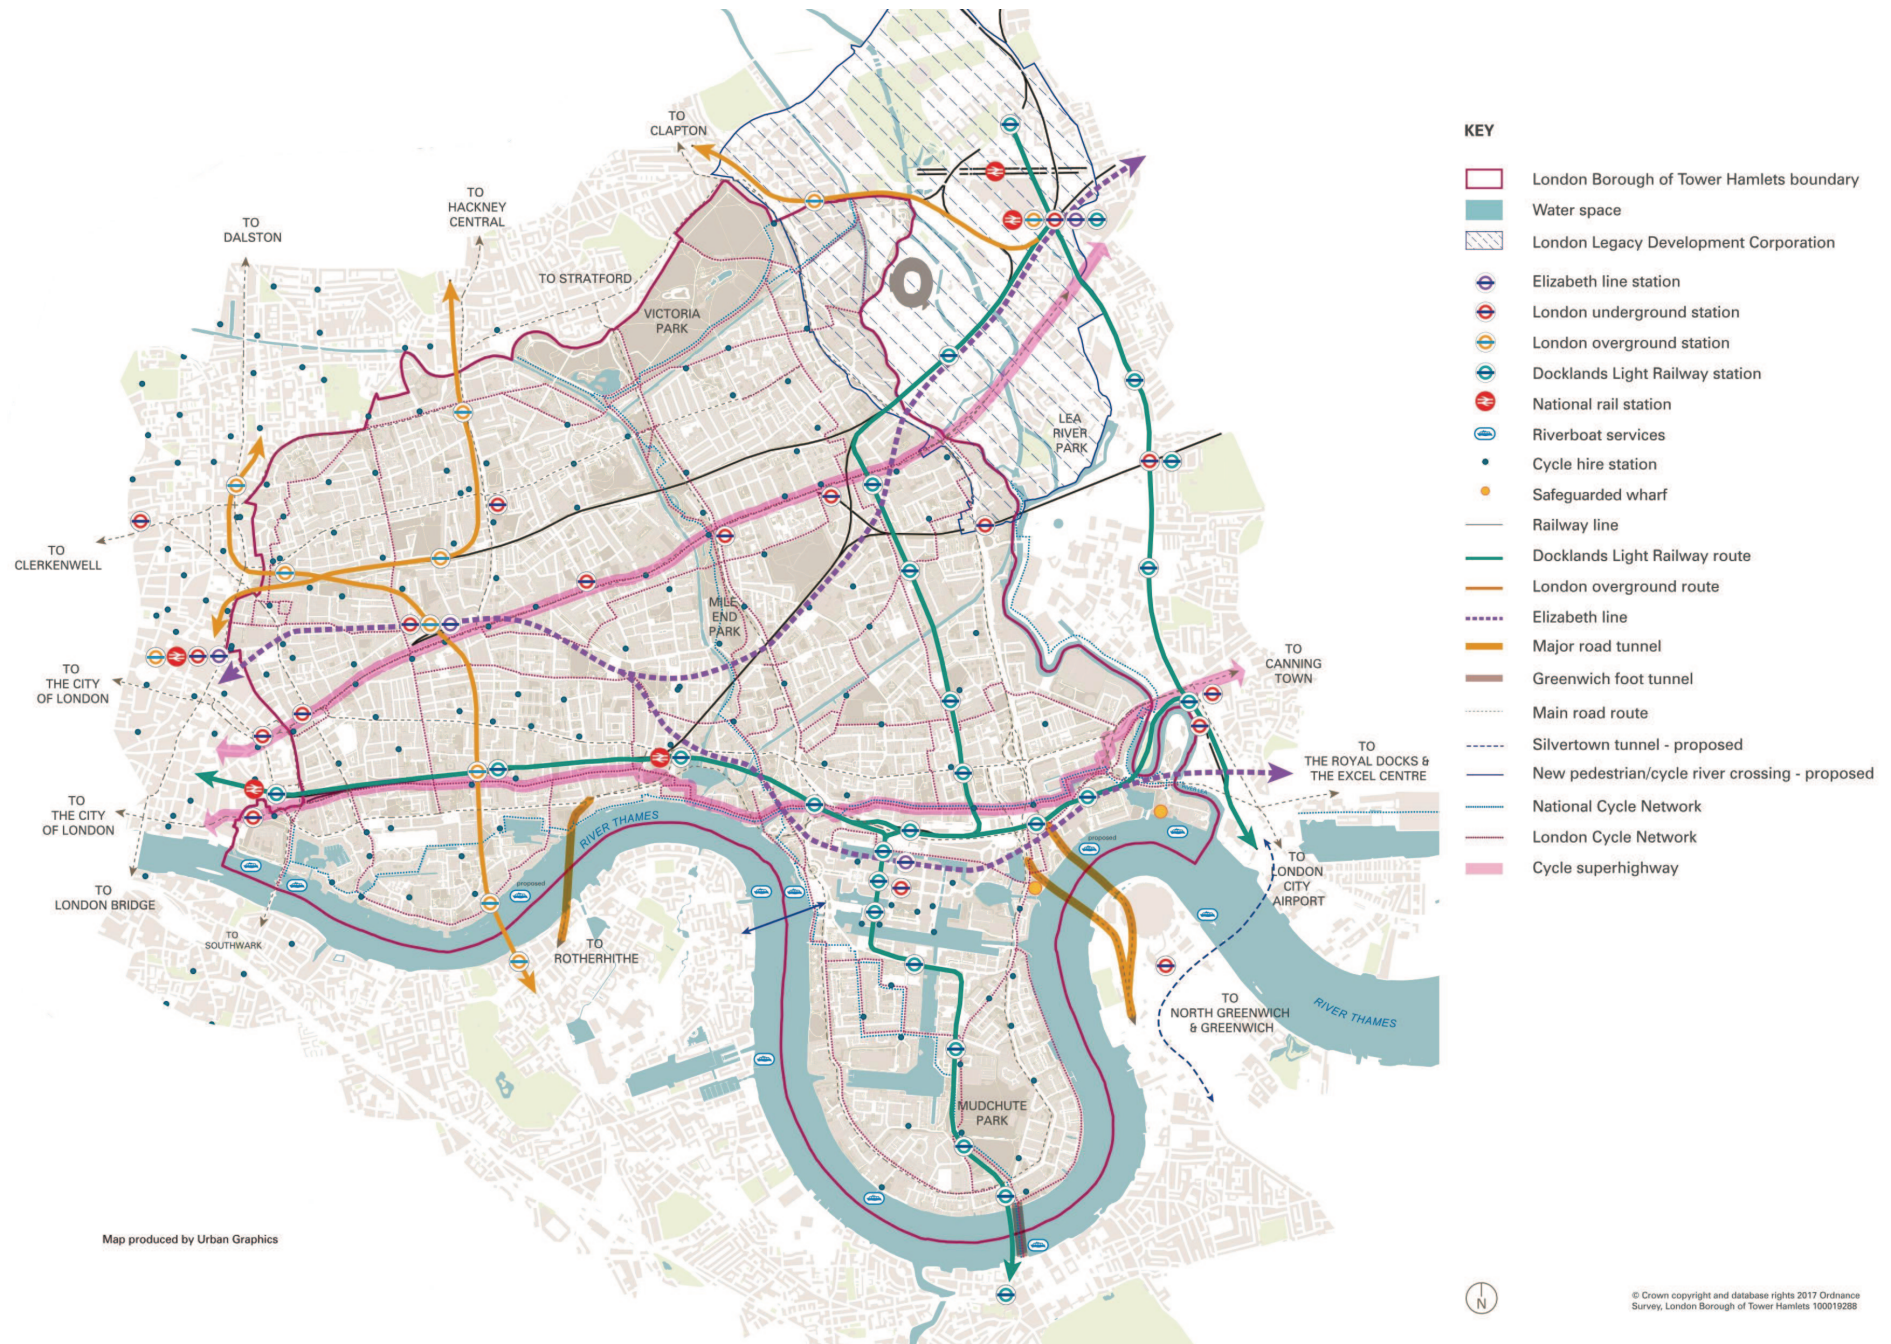 TO
CLAPTON
TO
HACKNEY
CENTRAL
TO
DALSTON
TO STRATFORD
VICTORIA
PARK
LEA
RIVER
PARK
TO
CLERKENWELL
MILE
END
PARK
TO
CANNING
TOWN
TO
THE CITY
OF LONDON
TO
THE ROYAL DOCKS &
THE EXCEL CENTRE
TO
THE CITY
OF LONDON
RIVER THAMES
proposed
TO
LONDON
CITY
AIRPORT
TO
LONDON BRIDGE
proposed
TO
SOUTHWARK
TO
ROTHERHITHE
TO
NORTH GREENWICH
& GREENWICH
RIVER THAMES
MUDCHUTE
PARK
Map produced by Urban Graphics
KEY
London Borough of Tower Hamlets boundary
Water space
London Legacy Development Corporation
Elizabeth line station
London underground station
London overground station
Docklands Light Railway station
National rail station
Riverboat services
Cycle hire station
Safeguarded wharf
Railway line
Docklands Light Railway route
London overground route
Elizabeth line
Major road tunnel
Greenwich foot tunnel
Main road route
Silvertown tunnel - proposed
New pedestrian/cycle river crossing - proposed
National Cycle Network
London Cycle Network
Cycle superhighway
N
© Crown copyright and database rights 2017 Ordnance
Survey, London Borough of Tower Hamlets 100019288